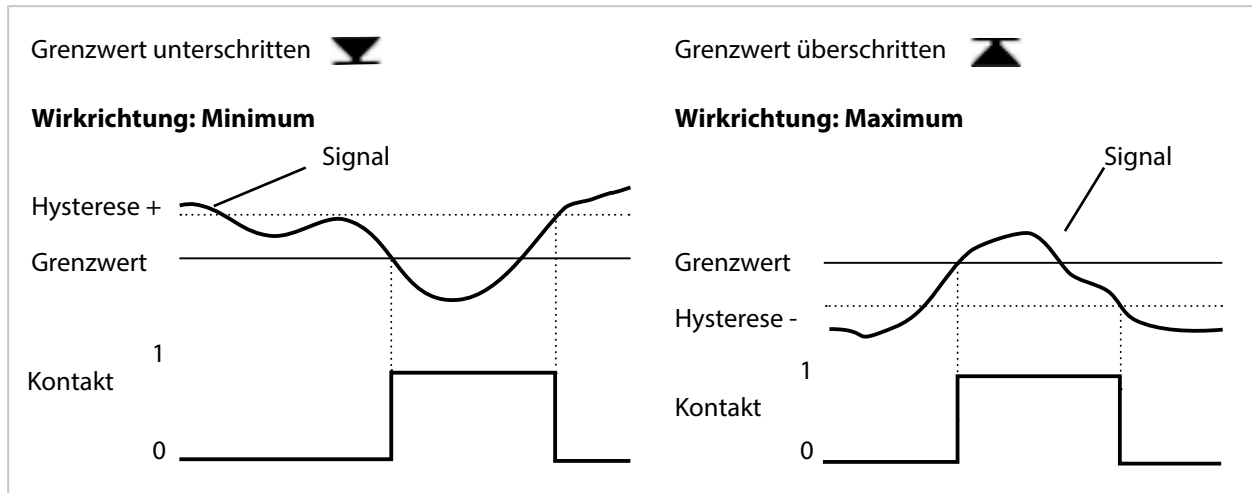 Grenzwert unterschritten
Wirkrichtung: Minimum
Signal
Hysterese +
Grenzwert
1
Kontakt
0
Grenzwert überschritten
Wirkrichtung: Maximum
Signal
Grenzwert
Hysterese -
1
Kontakt
0